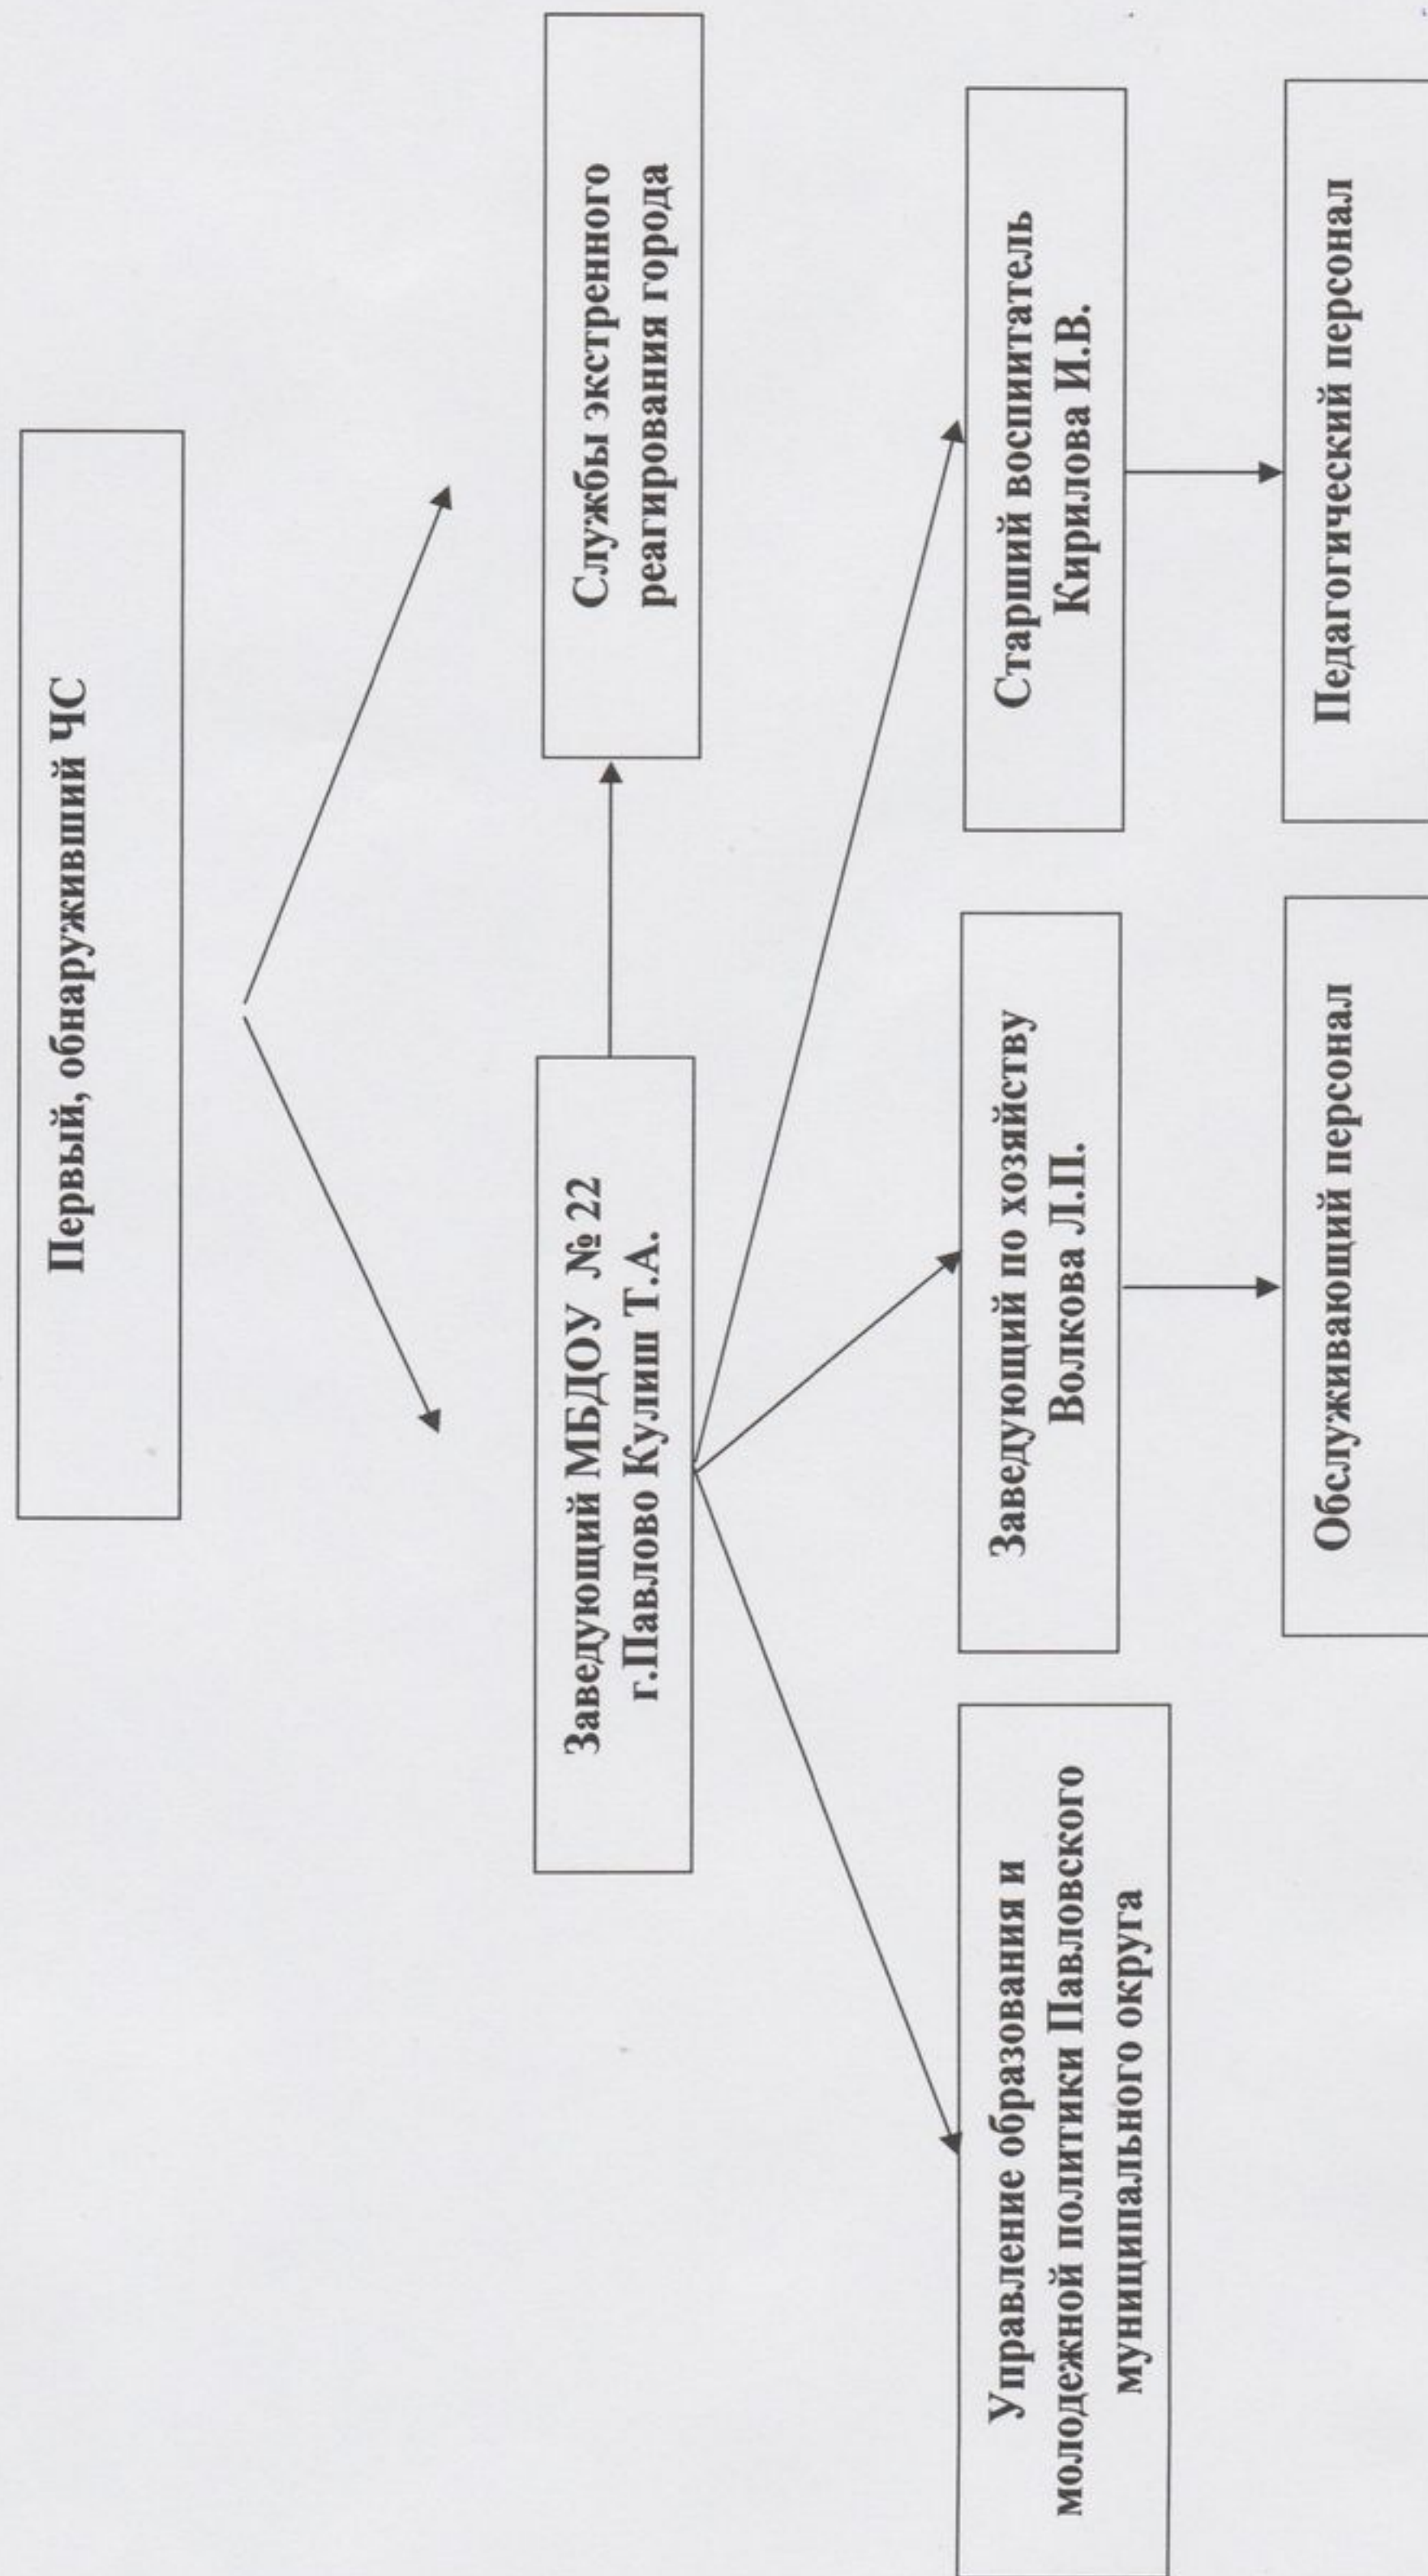 Первый, обнаруживший ЧС
Заведующий МБДОУ № 22
г.Павлово Кулиш Т.А.
Службы экстренного
реагирования города
Управление образования и
молодежной политики Павловского
муниципального округа
Заведующий по хозяйству
Волкова Л.П.
Старший воспитатель
Кирилова И.В.
Обслуживающий персонал
Педагогический персонал